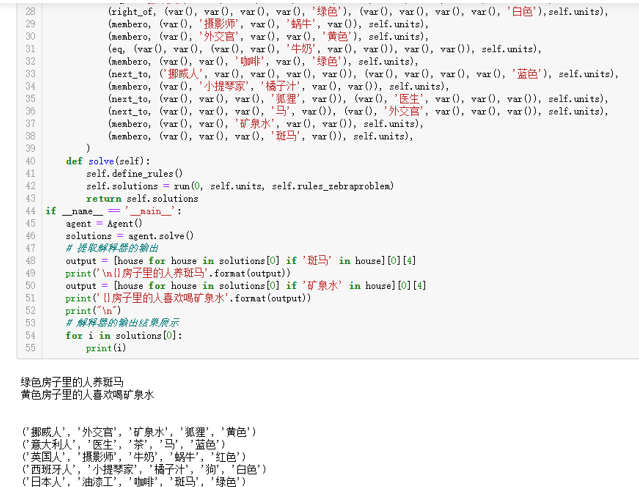 28 (right_of, (var(), var(), var(), var(), '绿色'), (var(), var(), var(), var(), '白色'),self.units),
29 (membero, (var(), '摄影师', var(), '蜗牛', var()), self.units),
30 (membero, (var(), '外交官', var(), var(), '黄色'), self.units),
31 (eq, (var(), var(), (var(), var(), '牛奶', var(), var()), var(), var()), self.units),
32 (membero, (var(), var(), '咖啡', var(), '绿色'), self.units),
33 (next_to, ('挪威人', var(), var(), var(), var()), (var(), var(), var(), var(), '蓝色'), self.units),
34 (membero, (var(), '小提琴家', '橘子汁', var(), var()), self.units),
35 (next_to, (var(), var(), var(), '狐狸', var()), (var(), '医生', var(), var(), var()),self.units),
36 (next_to, (var(), var(), var(), '马', var()), (var(), '外交官', var(), var(), var()),self.units),
37 (membero, (var(), var(), '矿泉水', var(), var()), self.units),
38 (membero, (var(), var(), var(), '斑马', var()), self.units),
39 )
40 def solve(self):
41 self.define_rules()
42 self.solutions = run(0, self.units, self.rules_zebraproblem)
43 return self.solutions
44 if __name__ == '__main__':
45 agent = Agent()
46 solutions = agent.solve()
47 # 提取解释器的输出
48 output = [house for house in solutions[0] if '斑马' in house][0][4]
49 print('\n{}房子里的人养斑马'.format(output))
50 output = [house for house in solutions[0] if '矿泉水' in house][0][4]
51 print('{}房子里的人喜欢喝矿泉水'.format(output))
52 print("\n")
53 # 解释器的输出结果展示
54 for i in solutions[0]:
55 print(i)
绿色房子里的人养斑马
黄色房子里的人喜欢喝矿泉水
('挪威人', '外交官', '矿泉水', '狐狸', '黄色')
('意大利人', '医生', '茶', '马', '蓝色')
('英国人', '摄影师', '牛奶', '蜗牛', '红色')
('西班牙人', '小提琴家', '橘子汁', '狗', '白色')
('日本人', '油漆工', '咖啡', '斑马', '绿色')